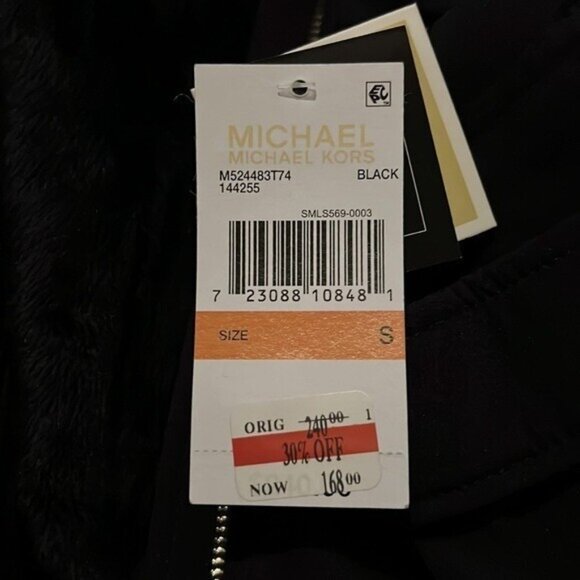 MICHAEL
MICHAEL KORS
M524483T74 BLACK
144255
SMLS569-0003
7 23088 10848 1
SIZE S
ORIG 240.00 1
30% OFF
NOW 168.00